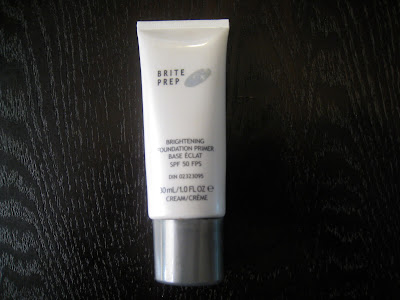 BRITE
PREP
BRIGHTENING
FOUNDATION PRIMER
BASE ÉCLAT
SPF 50 FPS
DIN 02323095
30 mL/1.0 FL OZ ℮
CREAM/CRÈME